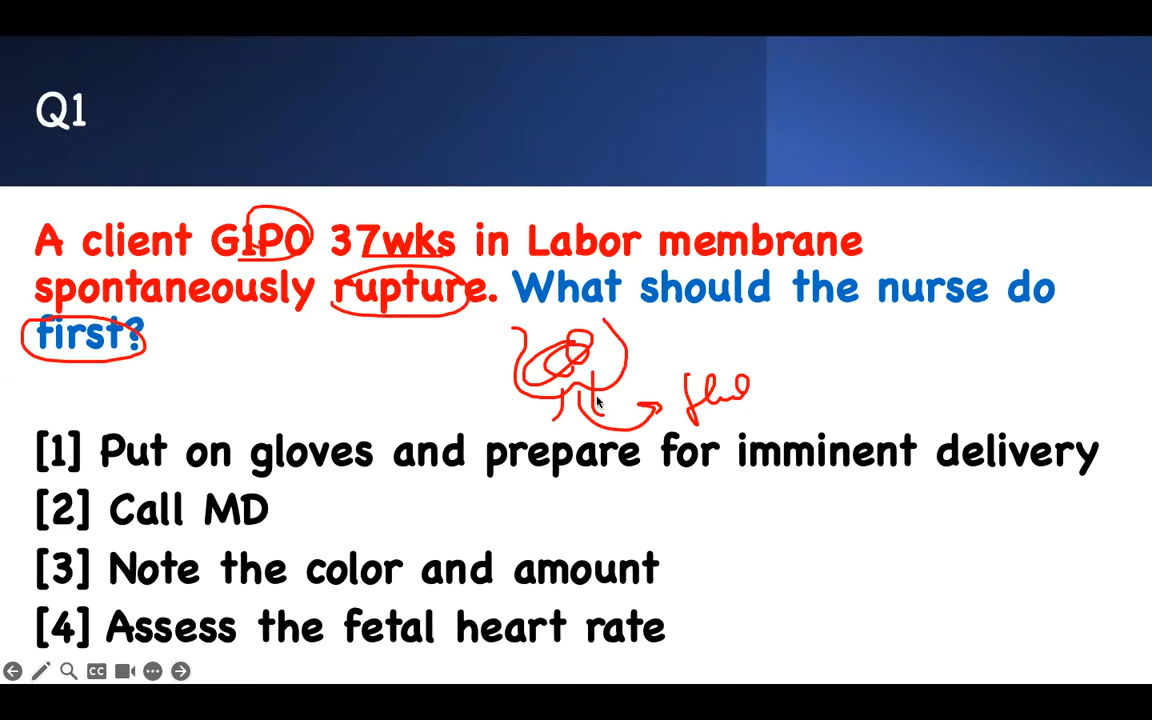 Q1
A client G1P0 37wks in Labor membrane
spontaneously rupture. What should the nurse do
first?
[1] Put on gloves and prepare for imminent delivery
[2] Call MD
[3] Note the color and amount
[4] Assess the fetal heart rate
CC